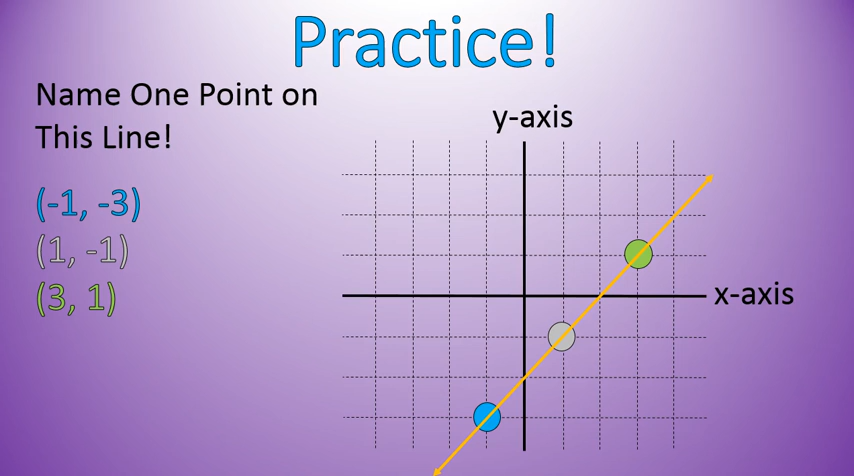 Practice!
Name One Point on
This Line!
(-1, -3)
(1, -1)
(3, 1)
y-axis
x-axis